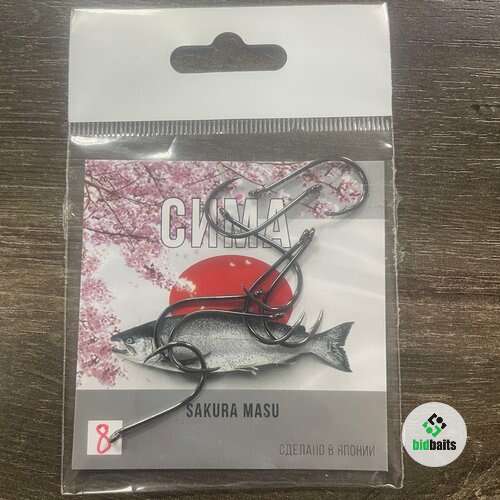 СИМА
SAKURA MASU
8
СДЕЛАНО В ЯПОНИИ
bidbaits